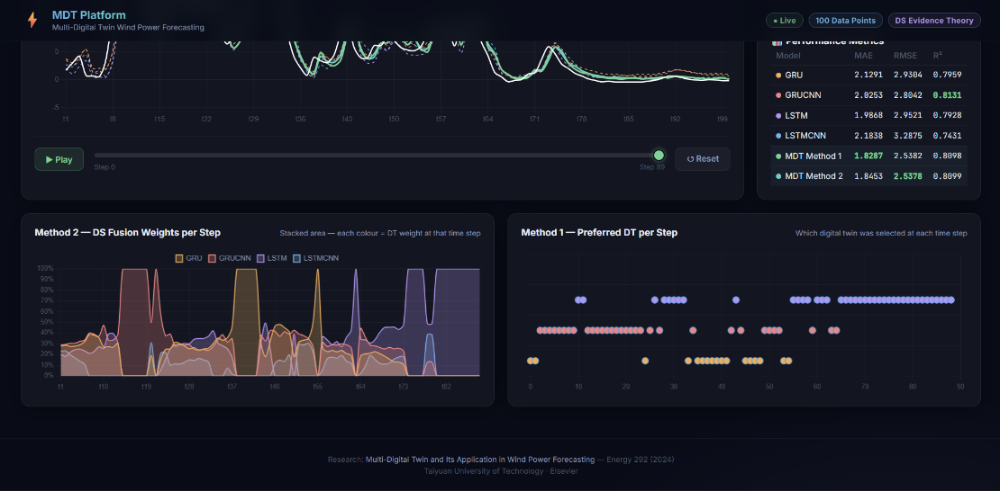 MDT Platform
Multi-Digital Twin Wind Power Forecasting
● Live
100 Data Points
DS Evidence Theory
5
0
-5
t1 t8 t15 t22 t29 t36 t43 t50 t57 t64 t71 t78 t85 t92 t99
▶ Play
Step 0
Step 99
↺ Reset
Performance Metrics
Model MAE RMSE R²
GRU 2.1291 2.9304 0.7959
GRUCNN 2.0253 2.8042 0.8131
LSTM 1.9868 2.9521 0.7928
LSTMCNN 2.1838 3.2875 0.7431
MDT Method 1 1.8287 2.5382 0.8098
MDT Method 2 1.8453 2.5378 0.8099
Method 2 — DS Fusion Weights per Step
Stacked area — each colour = DT weight at that time step
GRU GRUCNN LSTM LSTMCNN
100%
90%
80%
70%
60%
50%
40%
30%
20%
10%
0%
t1 t10 t19 t28 t37 t46 t55 t64 t73 t82
Method 1 — Preferred DT per Step
Which digital twin was selected at each time step
0 10 20 30 40 50 60 70 80 90
Research: Multi-Digital Twin and Its Application in Wind Power Forecasting — Energy 292 (2024)
Taiyuan University of Technology · Elsevier